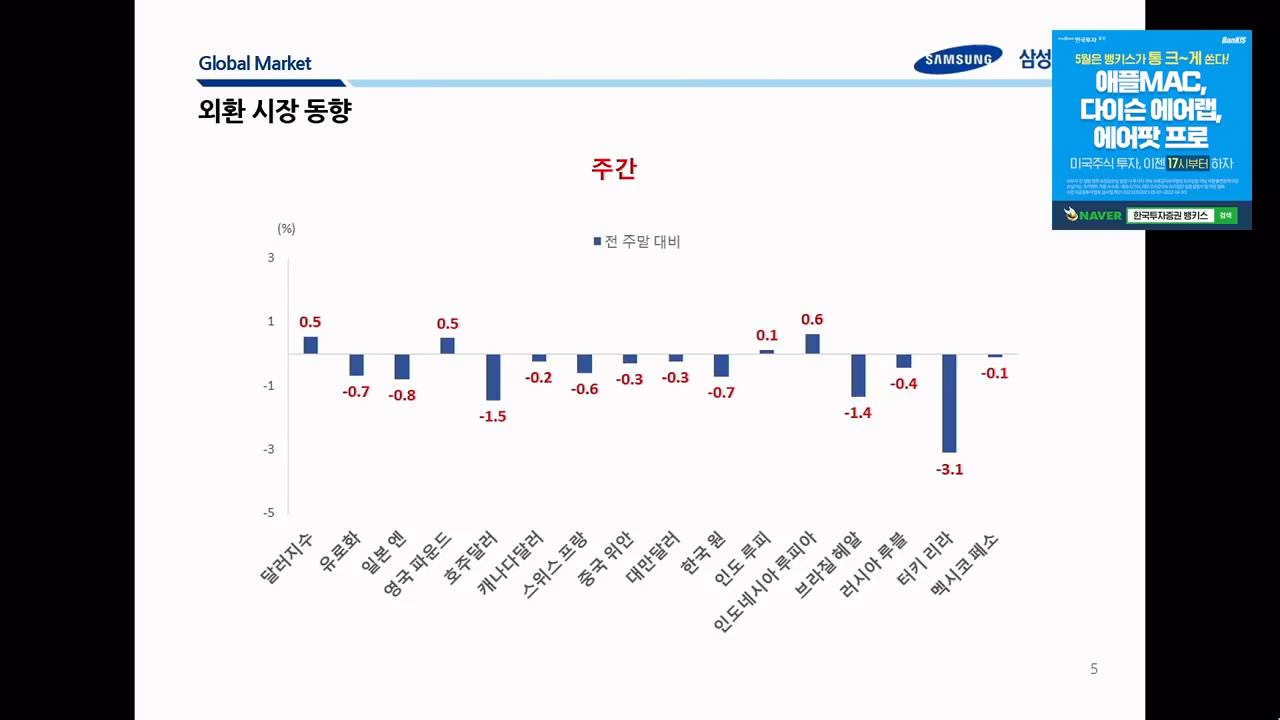 Global Market
SAMSUNG 삼성
외환 시장 동향
주간
(%)
전 주말 대비
3
1
-1
-3
-5
0.5
-0.7
-0.8
0.5
-1.5
-0.2
-0.6
-0.3
-0.3
-0.7
0.1
0.6
-1.4
-0.4
-3.1
-0.1
달러지수
유로화
일본 엔
영국 파운드
호주달러
캐나다달러
스위스 프랑
중국 위안
대만달러
한국 원
인도 루피
인도네시아 루피아
브라질 헤알
러시아 루블
터키 리라
멕시코 페소
5
한국투자증권 BanKIS
5월은 뱅키스가 통 크~게 쏜다!
애플MAC,
다이슨 에어랩,
에어팟 프로
미국주식 투자, 이젠 17시부터 하자
NAVER 한국투자증권 뱅키스 검색